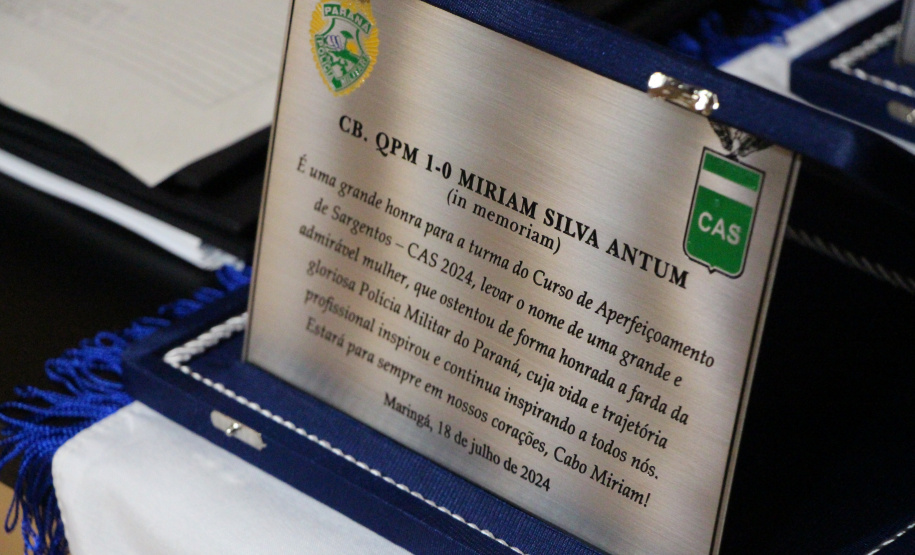 PARANÁ
CB. QPM 1-0 MIRIAM SILVA ANTUM
(in memoriam)
É uma grande honra para a turma do Curso de Aperfeiçoamento
de Sargentos – CAS 2024, levar o nome de uma grande e
admirável mulher, que ostentou de forma honrada a farda da
gloriosa Polícia Militar do Paraná, cuja vida e trajetória
profissional inspirou e continua inspirando a todos nós.
Estará para sempre em nossos corações, Cabo Miriam!
Maringá, 18 de julho de 2024
CAS